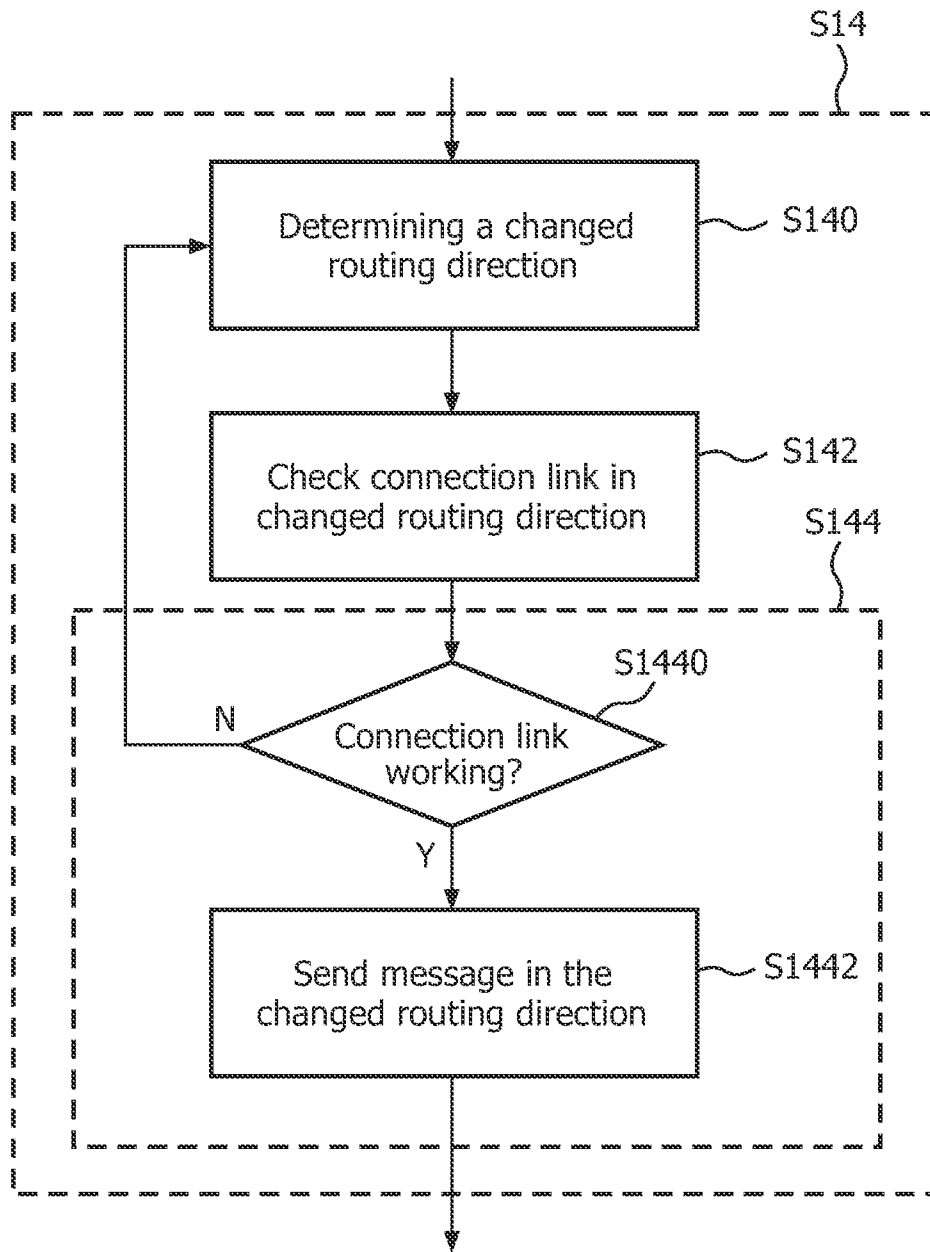 S14
Determining a changed
routing direction
S140
Check connection link in
changed routing direction
S142
S144
S1440
N
Connection link
working?
Y
Send message in the
changed routing direction
S1442